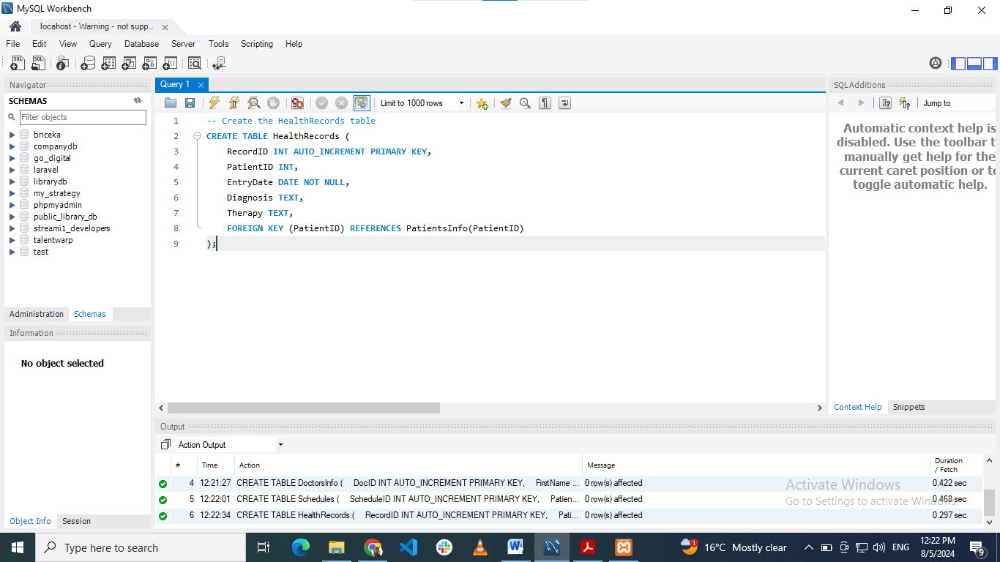 MySQL Workbench
locahost - Warning - not supp...
File Edit View Query Database Server Tools Scripting Help
Navigator
SCHEMAS
Filter objects
briceka
companydb
go_digital
laravel
librarydb
my_strategy
phpmyadmin
public_library_db
streami1_developers
talentwarp
test
Administration Schemas
Information
No object selected
Object Info Session
Query 1
Limit to 1000 rows
1 -- Create the HealthRecords table
2 CREATE TABLE HealthRecords (
3 RecordID INT AUTO_INCREMENT PRIMARY KEY,
4 PatientID INT,
5 EntryDate DATE NOT NULL,
6 Diagnosis TEXT,
7 Therapy TEXT,
8 FOREIGN KEY (PatientID) REFERENCES PatientsInfo(PatientID)
9 );
SQLAdditions
Jump to
Automatic context help is
disabled. Use the toolbar t
manually get help for the
current caret position or to
toggle automatic help.
Context Help Snippets
Output
Action Output
# Time Action Message Duration / Fetch
4 12:21:27 CREATE TABLE DoctorsInfo ( DocID INT AUTO_INCREMENT PRIMARY KEY, FirstName ... 0 row(s) affected 0.422 sec
5 12:22:01 CREATE TABLE Schedules ( ScheduleID INT AUTO_INCREMENT PRIMARY KEY, Patien... 0 row(s) affected 0.468 sec
6 12:22:34 CREATE TABLE HealthRecords ( RecordID INT AUTO_INCREMENT PRIMARY KEY, Pati... 0 row(s) affected 0.297 sec
Activate Windows
Go to Settings to activate Windows.
Type here to search
16°C Mostly clear
ENG
12:22 PM
8/5/2024
9